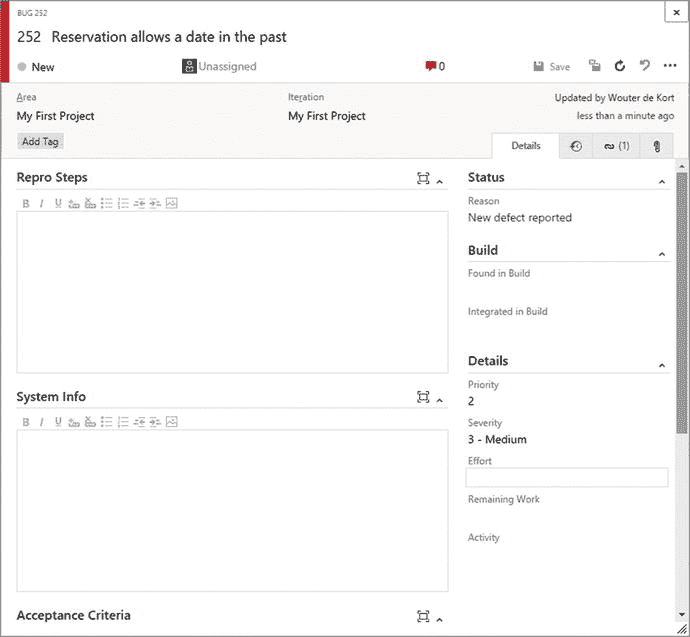 BUG 252
252 Reservation allows a date in the past
New
Unassigned
0
Save
Area
My First Project
Iteration
My First Project
Updated by Wouter de Kort
less than a minute ago
Add Tag
Details
(1)
Repro Steps
B I U
Status
Reason
New defect reported
Build
Found in Build
Integrated in Build
System Info
B I U
Details
Priority
2
Severity
3 - Medium
Effort
Remaining Work
Activity
Acceptance Criteria